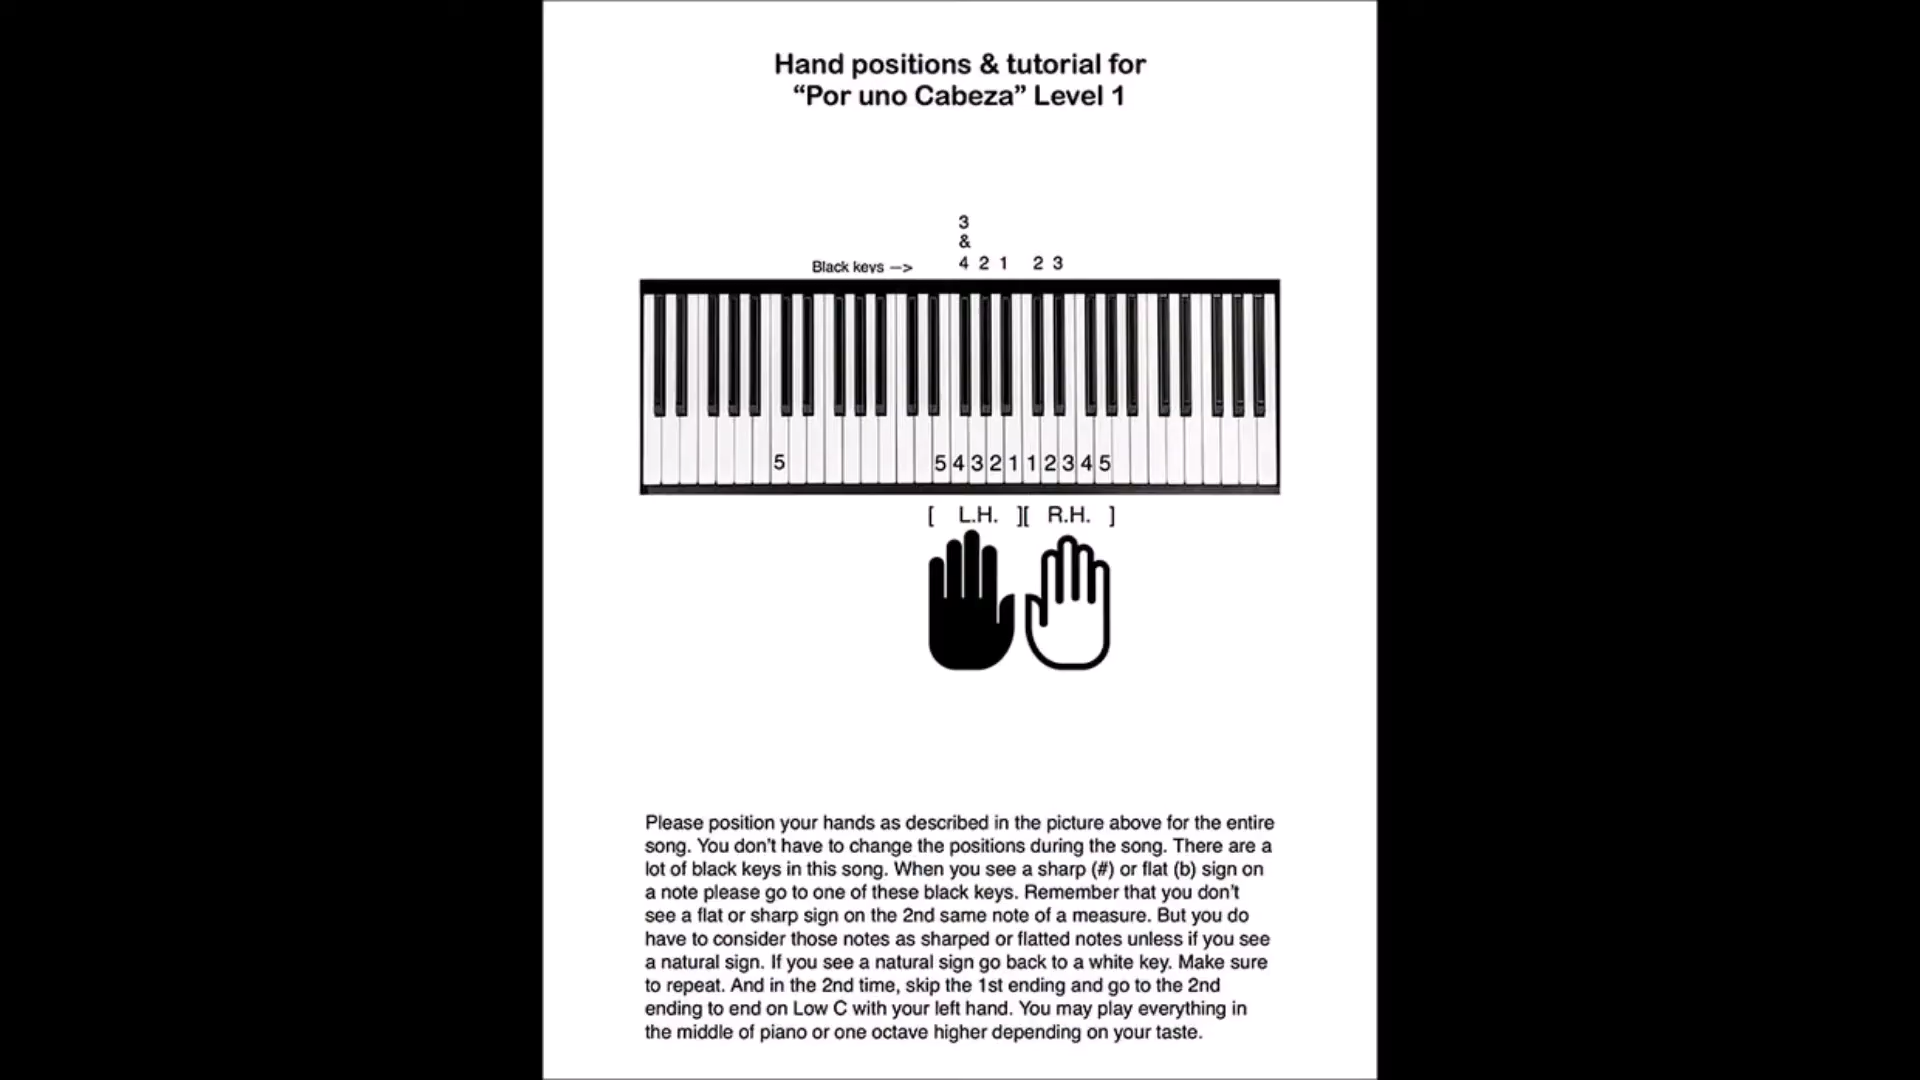 Hand positions & tutorial for
“Por uno Cabeza” Level 1
3
&
Black keys —> 4 2 1 2 3
5 5 4 3 2 1 1 2 3 4 5
[ L.H. ][ R.H. ]
Please position your hands as described in the picture above for the entire
song. You don’t have to change the positions during the song. There are a
lot of black keys in this song. When you see a sharp (#) or flat (b) sign on
a note please go to one of these black keys. Remember that you don’t
see a flat or sharp sign on the 2nd same note of a measure. But you do
have to consider those notes as sharped or flatted notes unless if you see
a natural sign. If you see a natural sign go back to a white key. Make sure
to repeat. And in the 2nd time, skip the 1st ending and go to the 2nd
ending to end on Low C with your left hand. You may play everything in
the middle of piano or one octave higher depending on your taste.